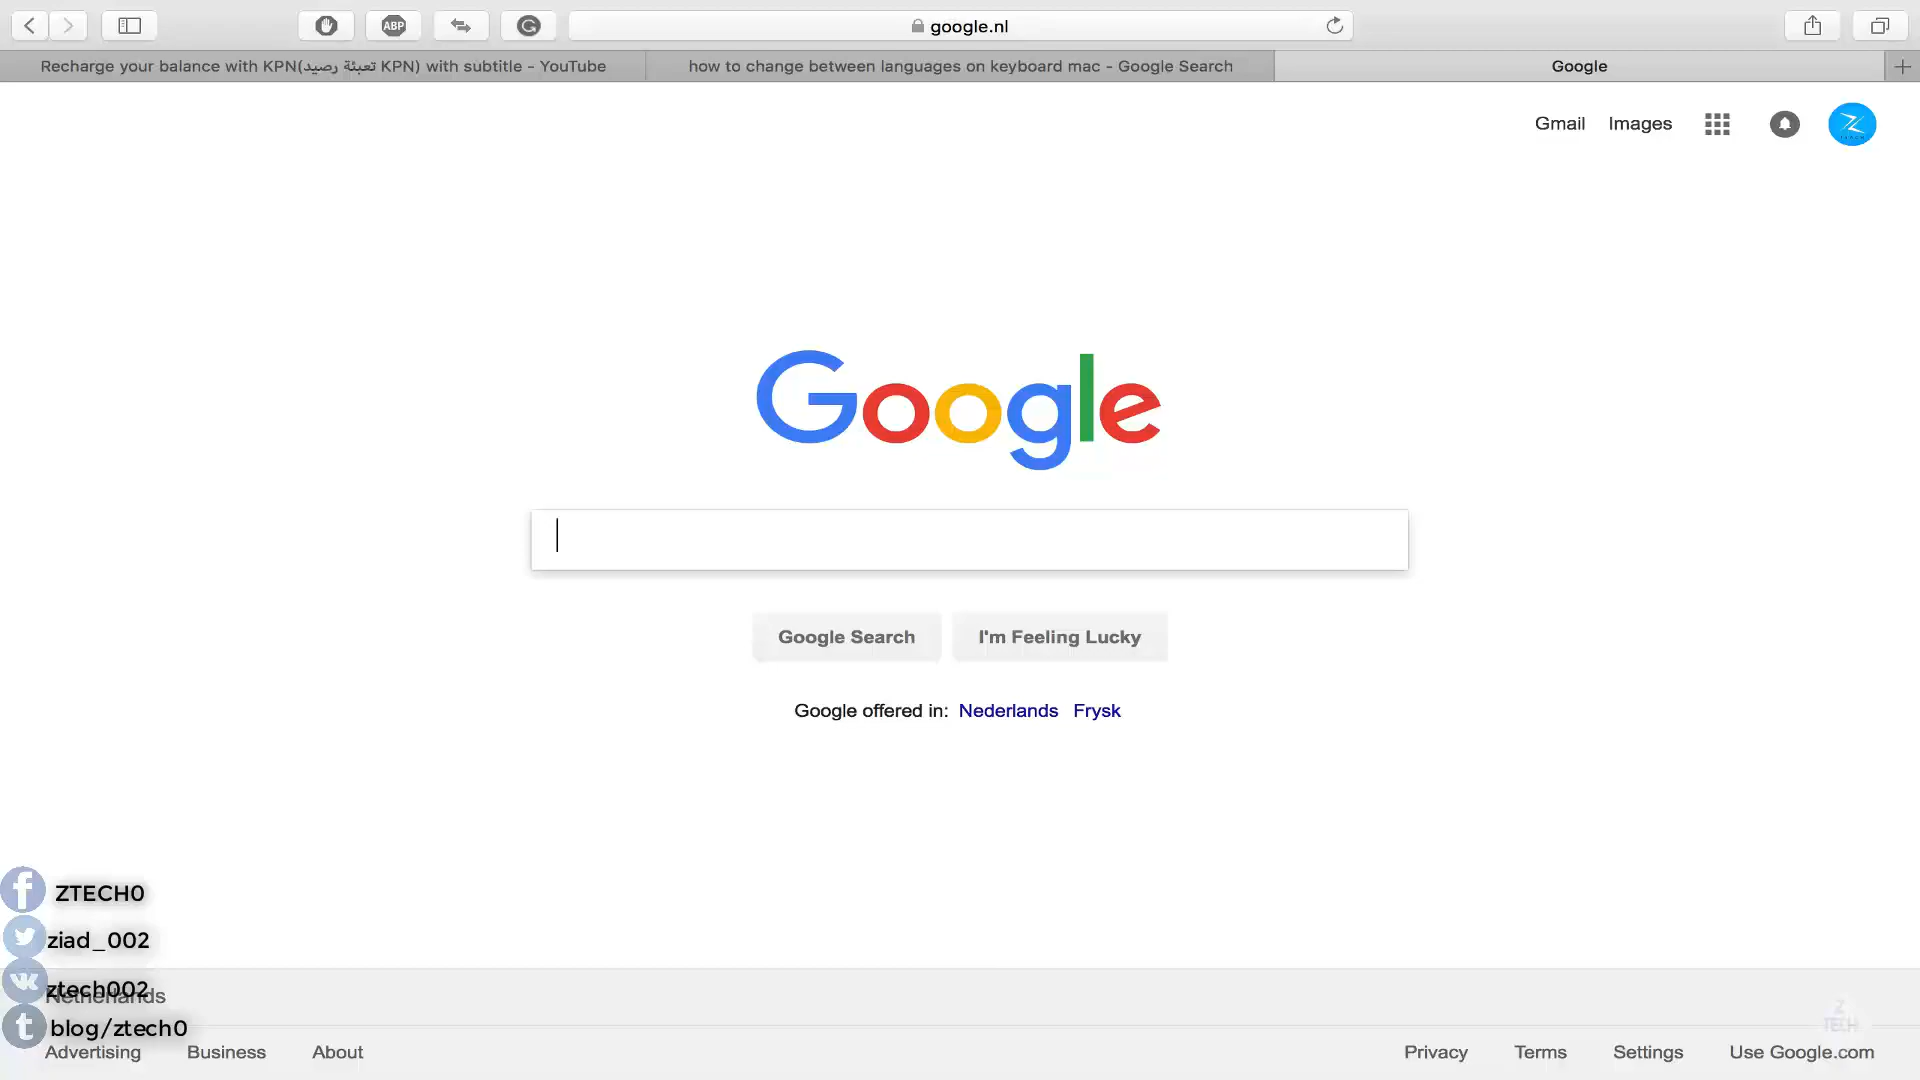 ABP
google.nl
Recharge your balance with KPN(تعبئة رصيد KPN) with subtitle - YouTube
how to change between languages on keyboard mac - Google Search
Google
Gmail
Images
Google
Google Search
I'm Feeling Lucky
Google offered in: Nederlands Frysk
ZTECH0
ziad_002
ztech002
Netherlands
blog/ztech0
Z
TECH
Advertising
Business
About
Privacy
Terms
Settings
Use Google.com